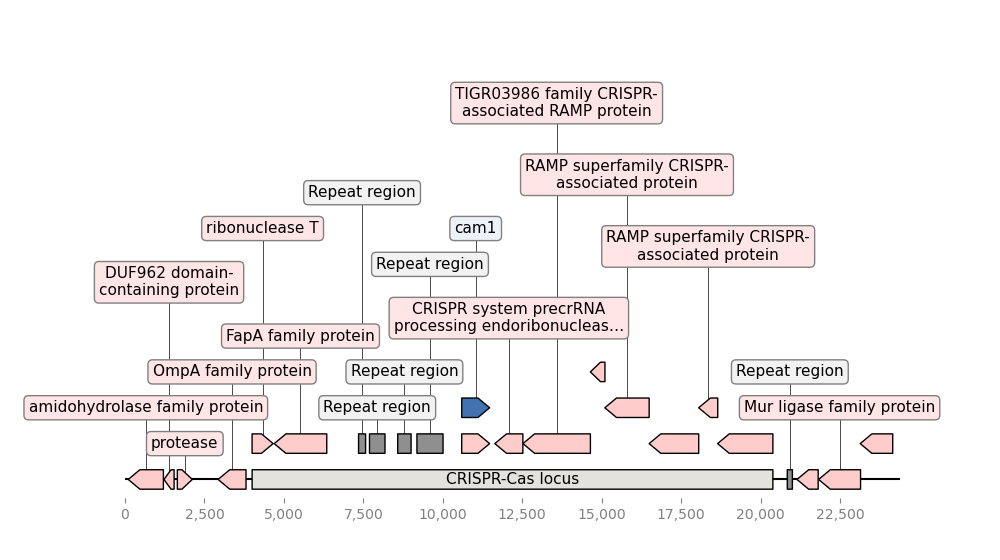 TIGR03986 family CRISPR-
associated RAMP protein
RAMP superfamily CRISPR-
associated protein
Repeat region
ribonuclease T
cam1
RAMP superfamily CRISPR-
associated protein
Repeat region
DUF962 domain-
containing protein
CRISPR system precrRNA
processing endoribonucleas…
FapA family protein
OmpA family protein
Repeat region
Repeat region
amidohydrolase family protein
Repeat region
Mur ligase family protein
protease
CRISPR-Cas locus
0
2,500
5,000
7,500
10,000
12,500
15,000
17,500
20,000
22,500